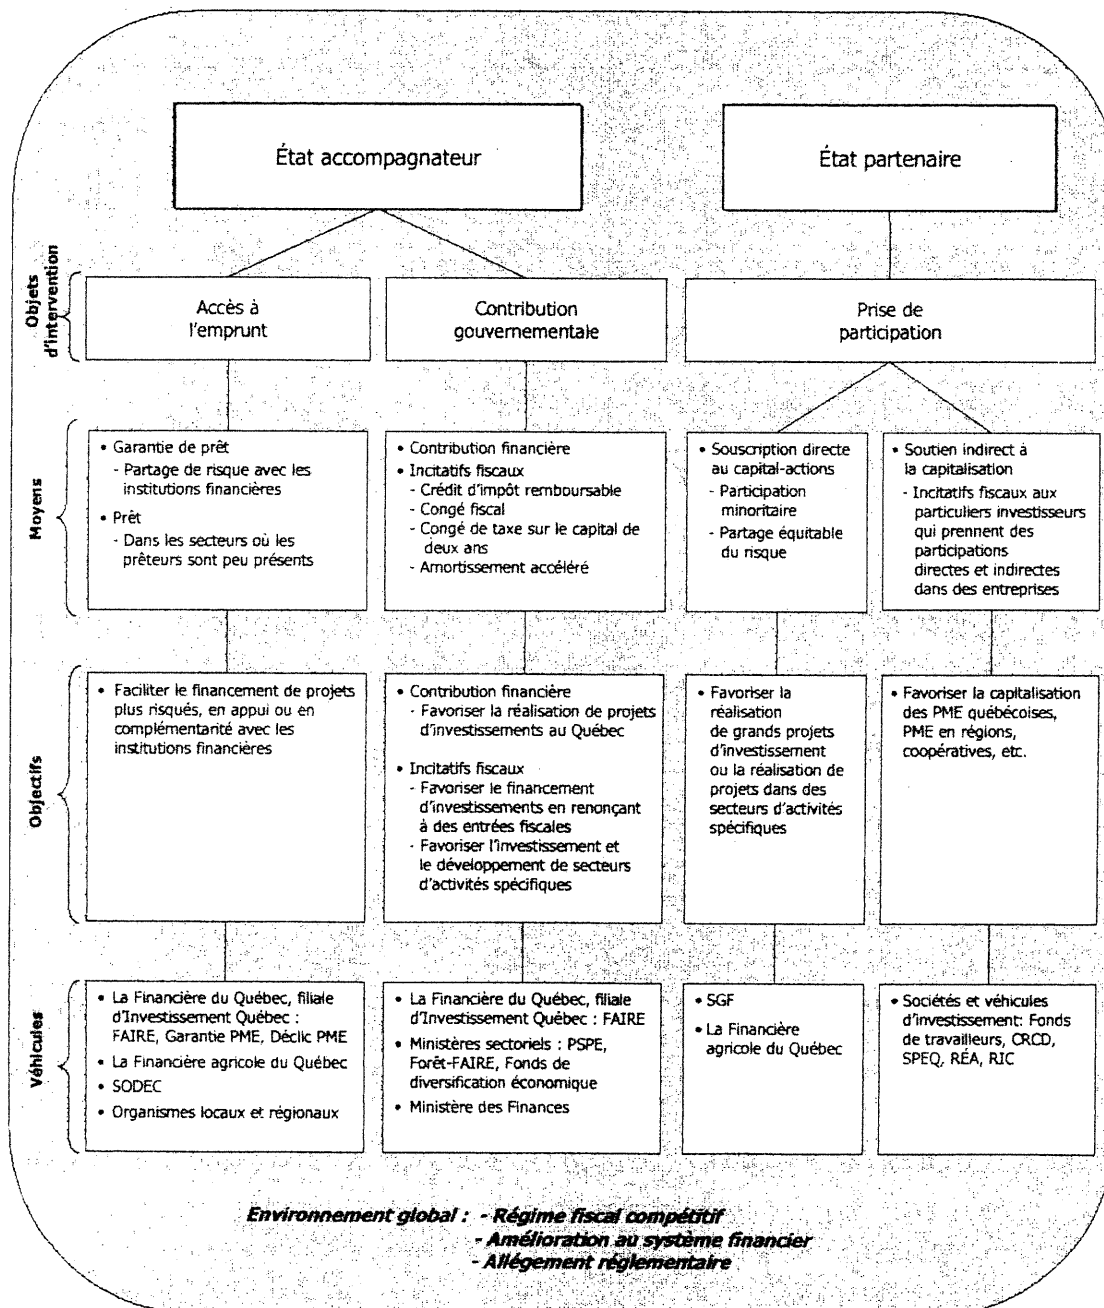 État accompagnateur
État partenaire
Objets
d'intervention
Accès à
l'emprunt
Contribution
gouvernementale
Prise de
participation
Moyens
• Garantie de prêt
- Partage de risque avec les
institutions financières
• Prêt
- Dans les secteurs où les
prêteurs sont peu présents
• Contribution financière
• Incitatifs fiscaux
- Crédit d'impôt remboursable
- Congé fiscal
- Congé de taxe sur le capital de
deux ans
- Amortissement accéléré
• Souscription directe
au capital-actions
- Participation
minoritaire
- Partage équitable
du risque
• Soutien indirect à
la capitalisation
- Incitatifs fiscaux aux
particuliers investisseurs
qui prennent des
participations
directes et indirectes
dans des entreprises
Objectifs
• Faciliter le financement de projets
plus risqués, en appui ou en
complémentarité avec les
institutions financières
• Contribution financière
- Favoriser la réalisation de projets
d'investissements au Québec
• Incitatifs fiscaux
- Favoriser le financement
d'investissements en renonçant
à des entrées fiscales
- Favoriser l'investissement et
le développement de secteurs
d'activités spécifiques
• Favoriser la
réalisation
de grands projets
d'investissement
ou la réalisation de
projets dans des
secteurs d'activités
spécifiques
• Favoriser la capitalisation
des PME québécoises,
PME en régions,
coopératives, etc.
Véhicules
• La Financière du Québec, filiale
d'Investissement Québec :
FAIRE, Garantie PME, Déclic PME
• La Financière agricole du Québec
• SODEC
• Organismes locaux et régionaux
• La Financière du Québec, filiale
d'Investissement Québec : FAIRE
• Ministères sectoriels : PSPE,
Forêt-FAIRE, Fonds de
diversification économique
• Ministère des Finances
• SGF
• La Financière
agricole du Québec
• Sociétés et véhicules
d'investissement: Fonds
de travailleurs, CRCD,
SPEQ, RÉA, RIC
Environnement global : - Régime fiscal compétitif
- Amélioration au système financier
- Allégement réglementaire